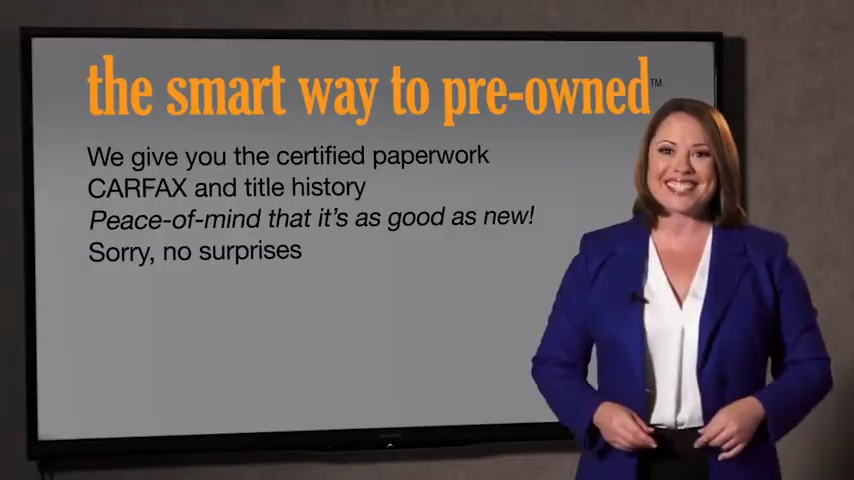 the smart way to pre-owned™
We give you the certified paperwork
CARFAX and title history
Peace-of-mind that it's as good as new!
Sorry, no surprises